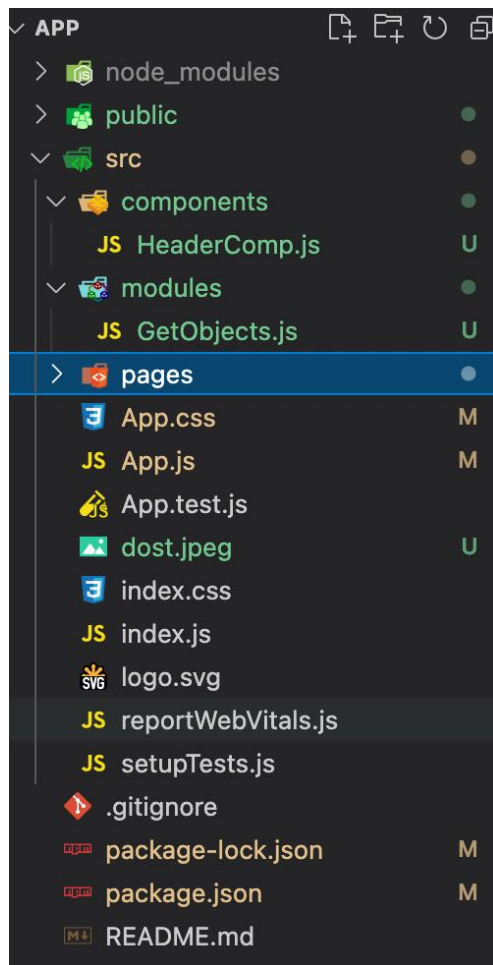 APP
node_modules
public
src
components
JS HeaderComp.js U
modules
JS GetObjects.js U
pages
App.css M
JS App.js M
App.test.js
dost.jpeg U
index.css
JS index.js
SVG logo.svg
JS reportWebVitals.js
JS setupTests.js
.gitignore
package-lock.json M
package.json M
README.md